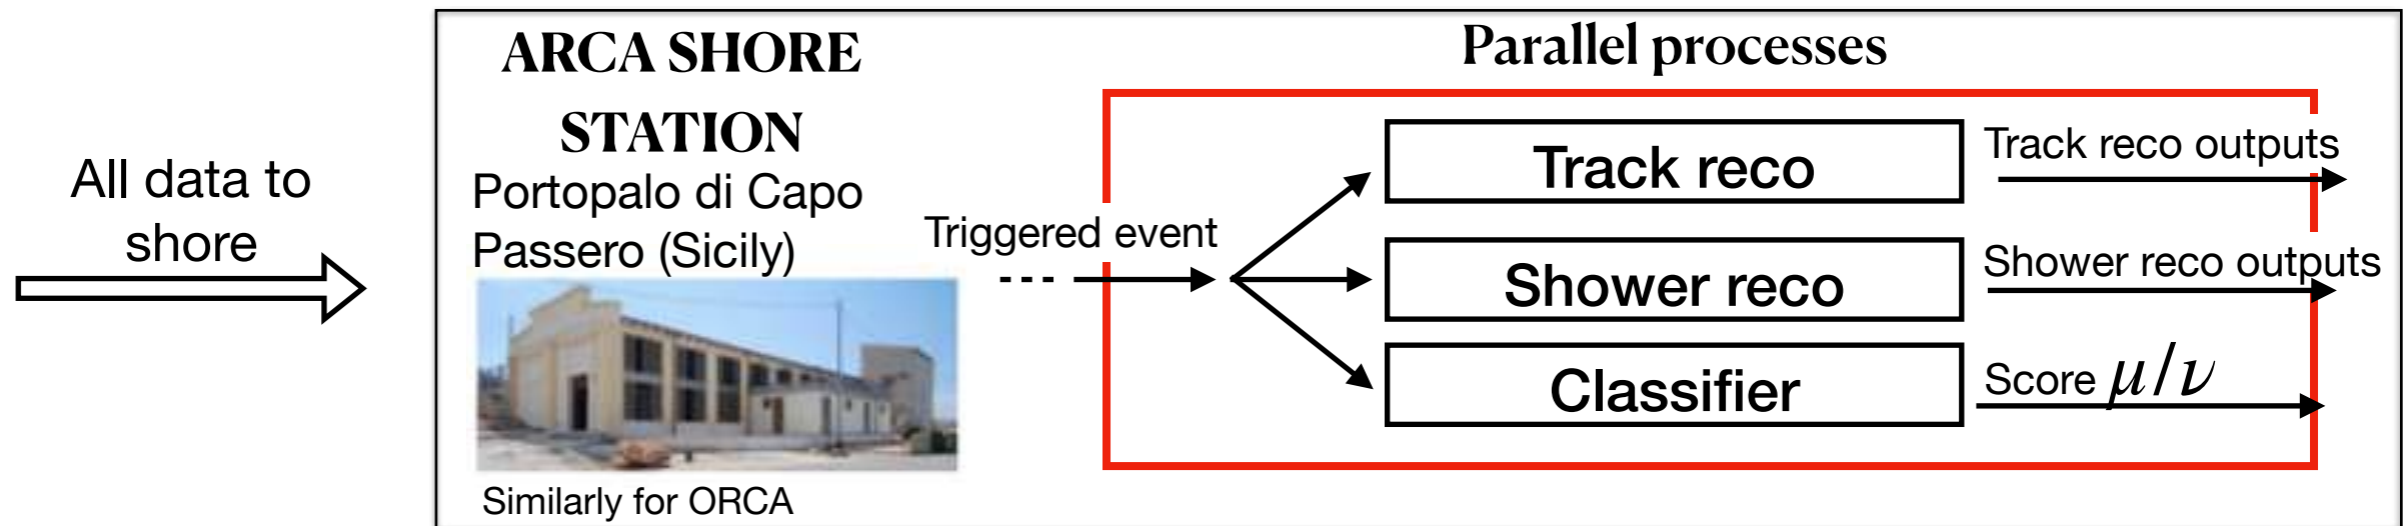 All data to
shore
ARCA SHORE
STATION
Portopalo di Capo
Passero (Sicily)
Similarly for ORCA
Parallel processes
Triggered event
Track reco
Track reco outputs
Shower reco
Shower reco outputs
Classifier
Score μ/ν